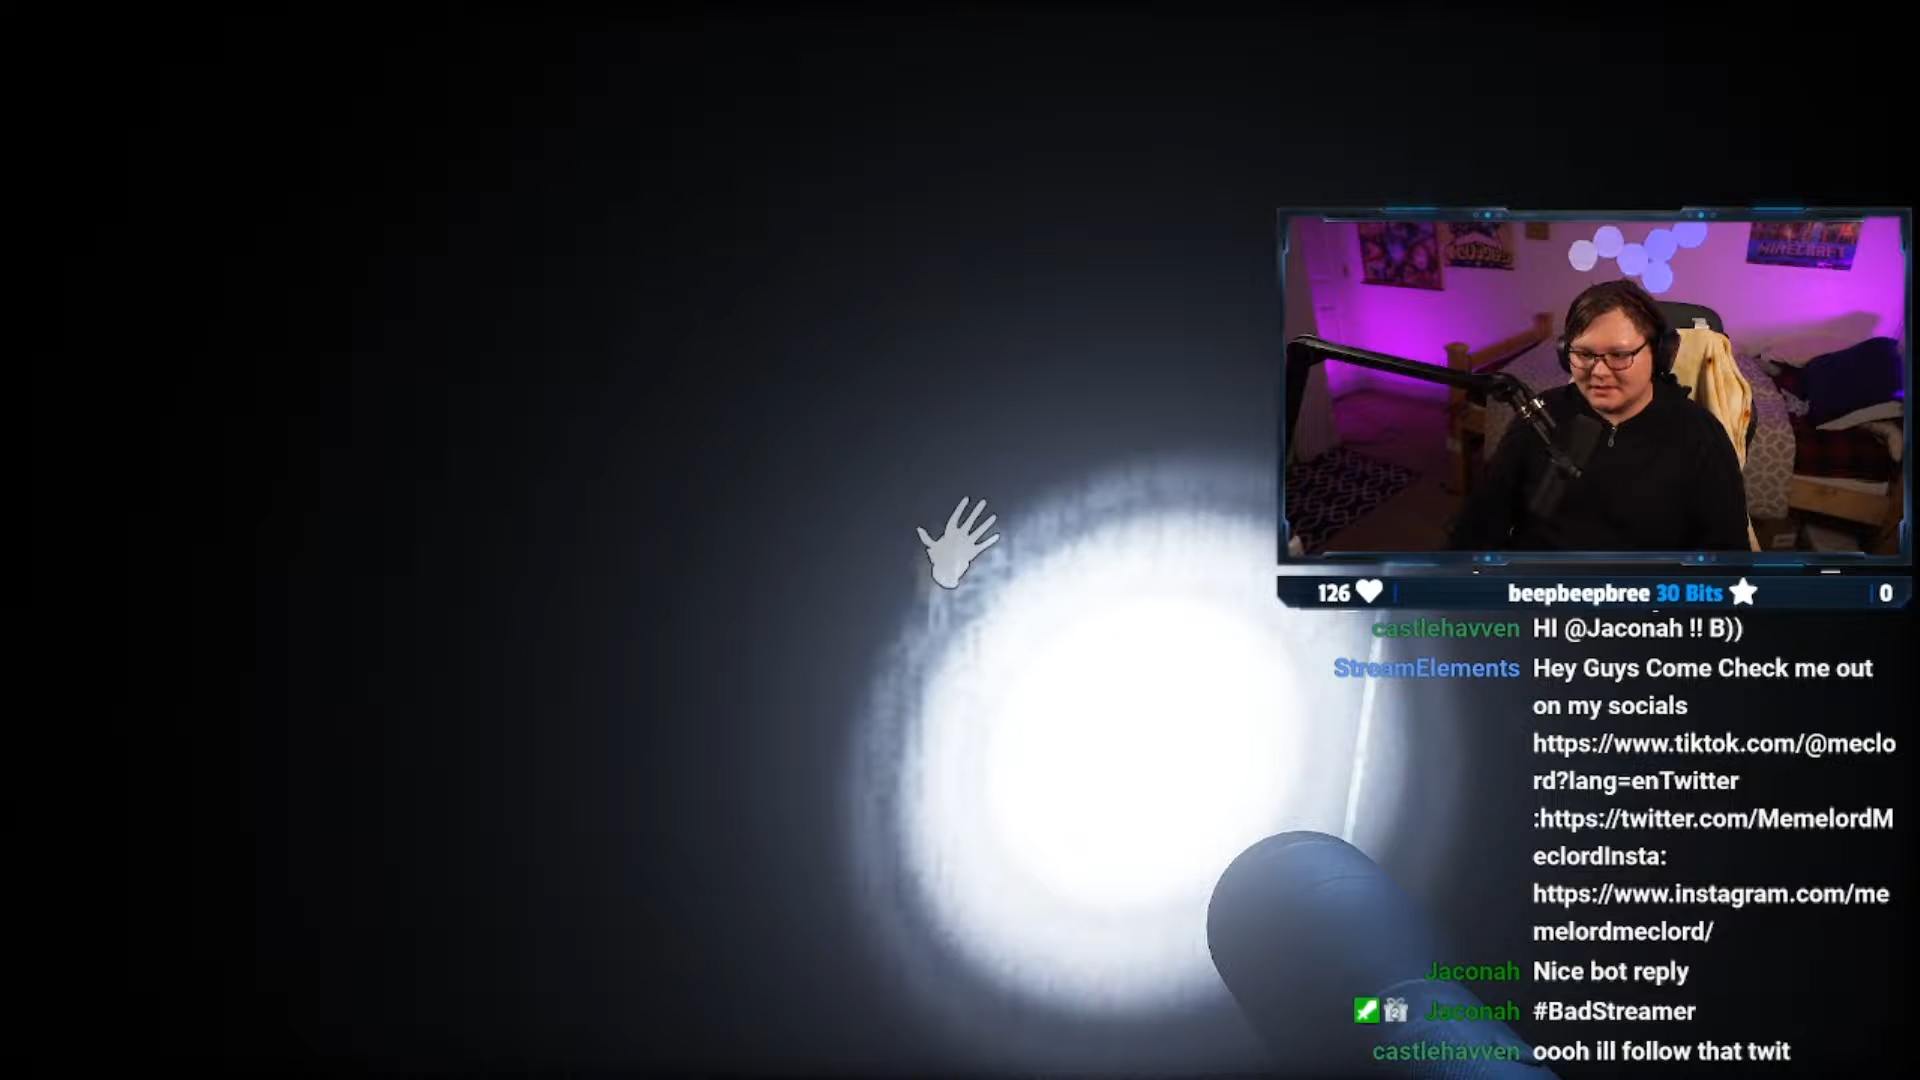 MINECRAFT
126
beepbeepbree 30 Bits
0
castlehavven HI @Jaconah !! B))
StreamElements Hey Guys Come Check me out
on my socials
https://www.tiktok.com/@meclo
rd?lang=enTwitter
:https://twitter.com/MemelordM
eclordInsta:
https://www.instagram.com/me
melordmeclord/
Jaconah Nice bot reply
2 Jaconah #BadStreamer
castlehavven oooh ill follow that twit